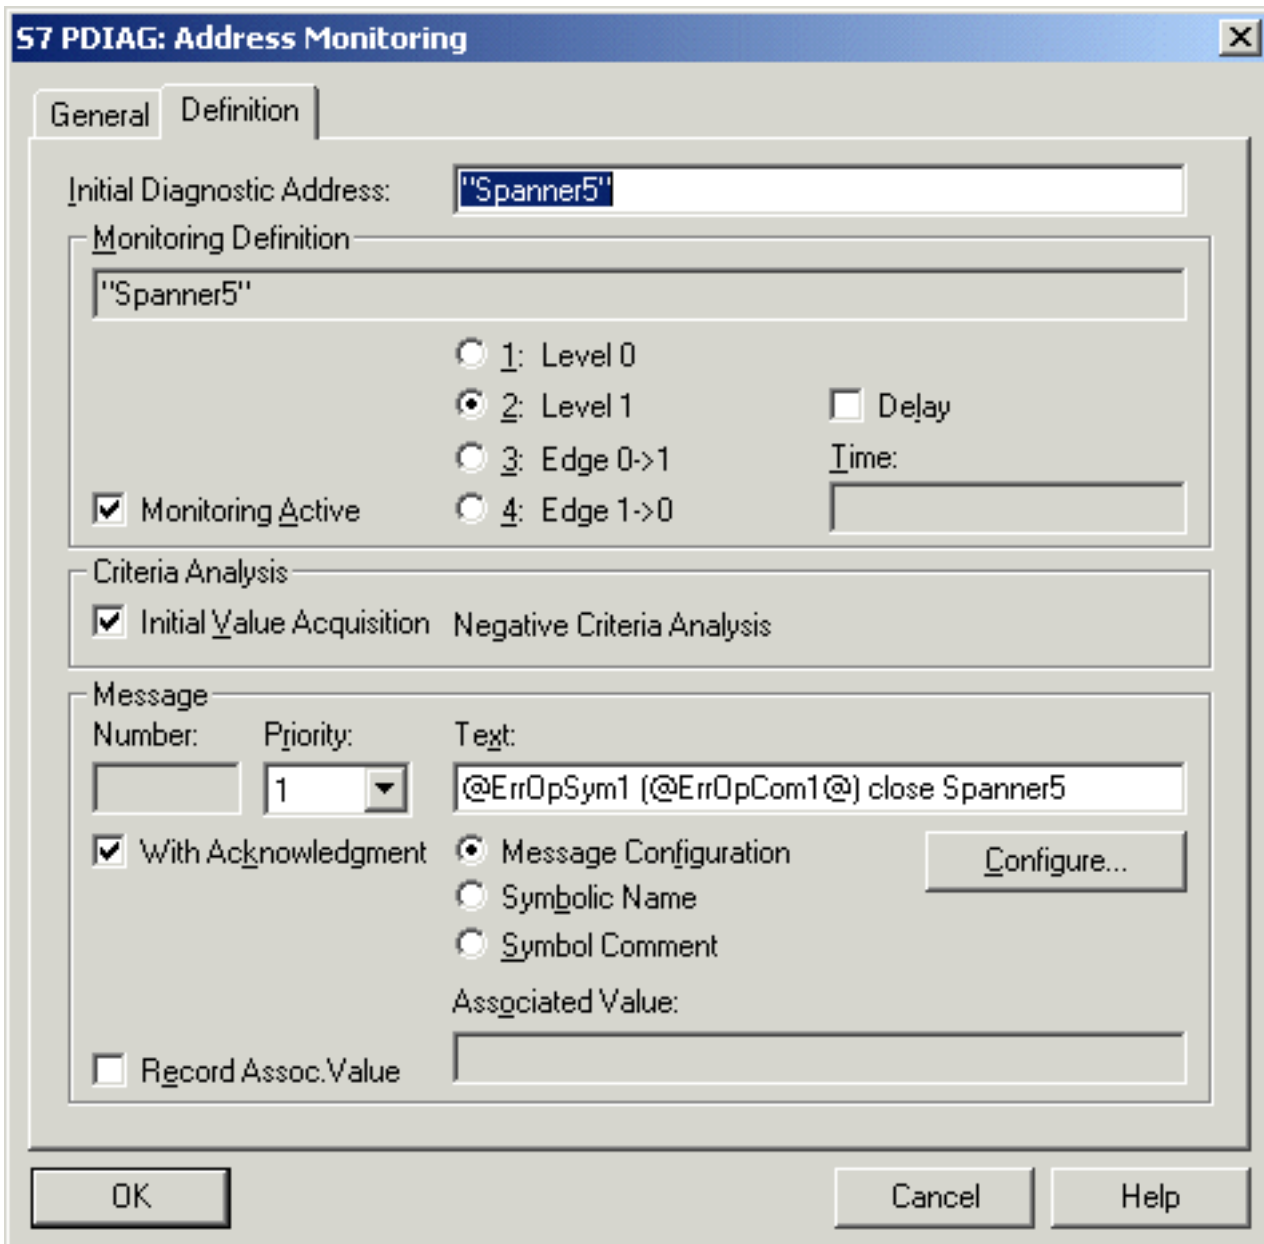 S7 PDIAG: Address Monitoring
General Definition
Initial Diagnostic Address: "Spanner5"
Monitoring Definition
"Spanner5"
1: Level 0
2: Level 1 Delay
3: Edge 0->1 Time:
Monitoring Active 4: Edge 1->0
Criteria Analysis
Initial Value Acquisition Negative Criteria Analysis
Message
Number: Priority: Text:
1 @ErrOpSym1 (@ErrOpCom1@) close Spanner5
With Acknowledgment Message Configuration Configure...
Symbolic Name
Symbol Comment
Associated Value:
Record Assoc.Value
OK Cancel Help